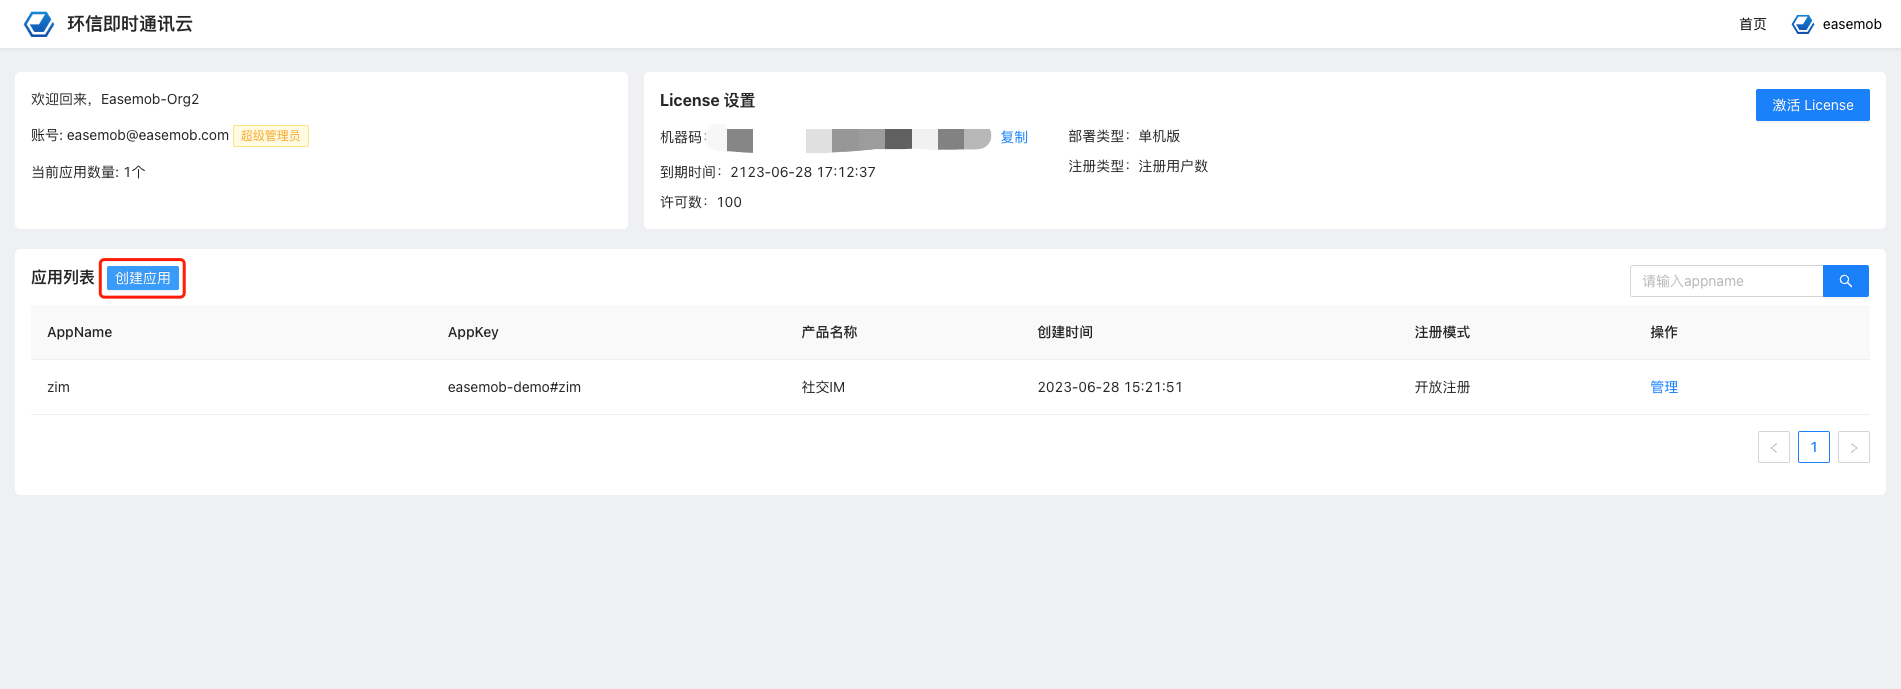 环信即时通讯云
首页
easemob
欢迎回来，Easemob-Org2
账号: easemob@easemob.com 超级管理员
当前应用数量: 1个
License 设置
激活 License
机器码:
复制
部署类型： 单机版
到期时间： 2123-06-28 17:12:37
注册类型： 注册用户数
许可数： 100
应用列表 创建应用
请输入appname
AppName AppKey 产品名称 创建时间 注册模式 操作
zim easemob-demo#zim 社交IM 2023-06-28 15:21:51 开放注册 管理
< 1 >